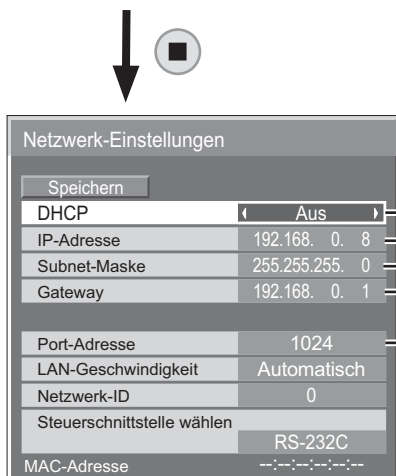 Netzwerk-Einstellungen
Speichern
DHCP Aus
IP-Adresse 192.168. 0. 8
Subnet-Maske 255.255.255. 0
Gateway 192.168. 0. 1
Port-Adresse 1024
LAN-Geschwindigkeit Automatisch
Netzwerk-ID 0
Steuerschnittstelle wählen
RS-232C
MAC-Adresse --:--:--:--:--:--